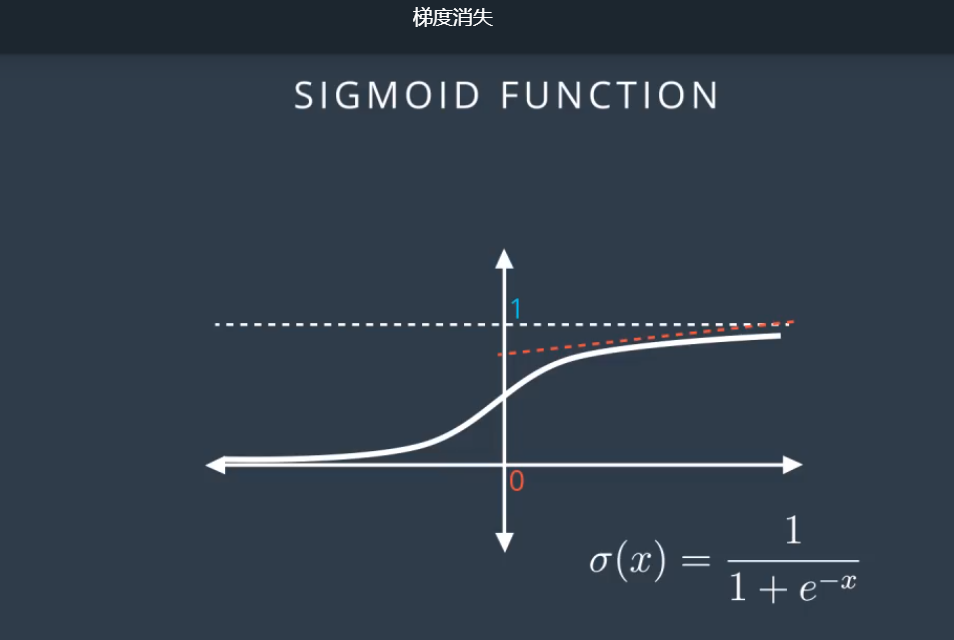 梯度消失
SIGMOID FUNCTION
1
0
σ(x) = 1 / (1 + e^{-x})